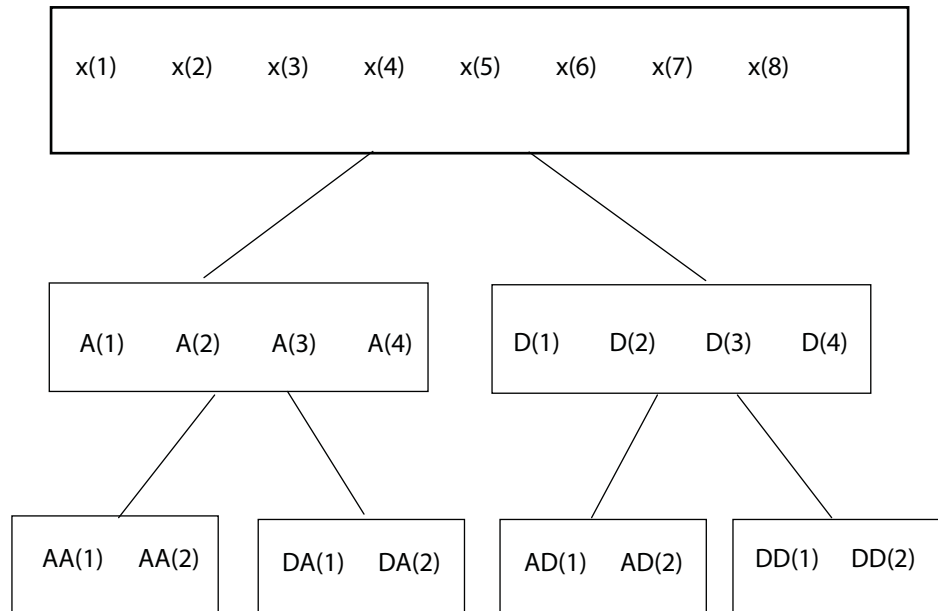 x(1) x(2) x(3) x(4) x(5) x(6) x(7) x(8)
A(1) A(2) A(3) A(4) D(1) D(2) D(3) D(4)
AA(1) AA(2) DA(1) DA(2) AD(1) AD(2) DD(1) DD(2)